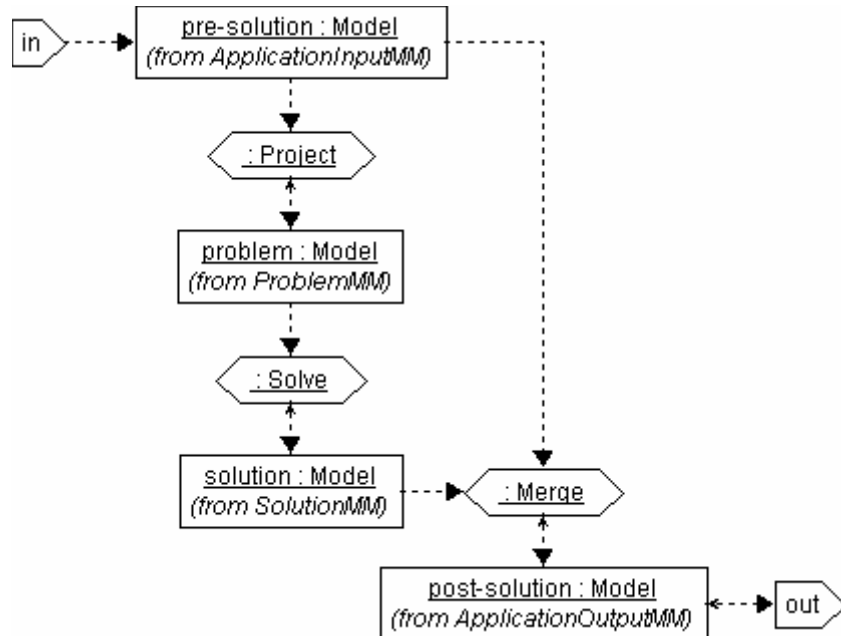 in
pre-solution : Model
(from ApplicationInputMM)
: Project
problem : Model
(from ProblemMM)
: Solve
solution : Model
(from SolutionMM)
: Merge
post-solution : Model
(from ApplicationOutputMM)
out